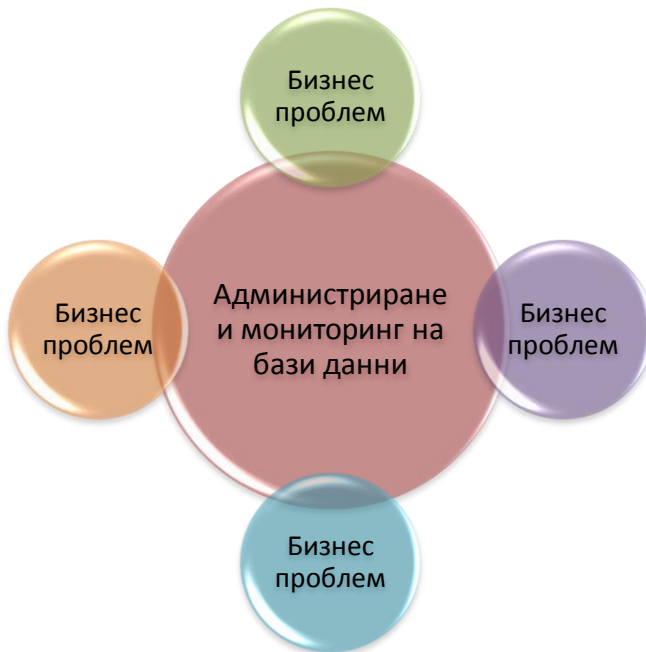 Бизнес
проблем
Администриране
и мониторинг на
бази данни
Бизнес
проблем
Бизнес
проблем
Бизнес
проблем